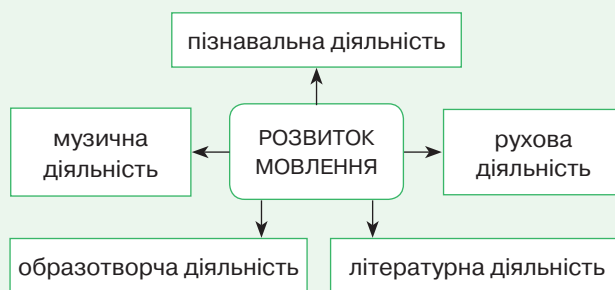 пізнавальна діяльність
музична
діяльність
РОЗВИТОК
МОВЛЕННЯ
рухова
діяльність
образотворча діяльність
літературна діяльність